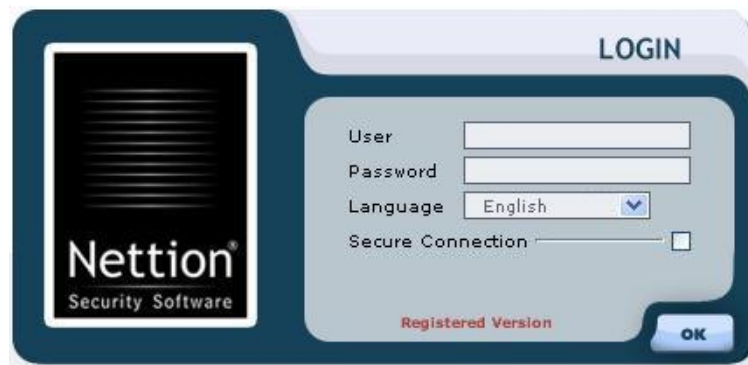 LOGIN
User
Password
Language English
Secure Connection
Nettion®
Security Software
Registered Version
OK